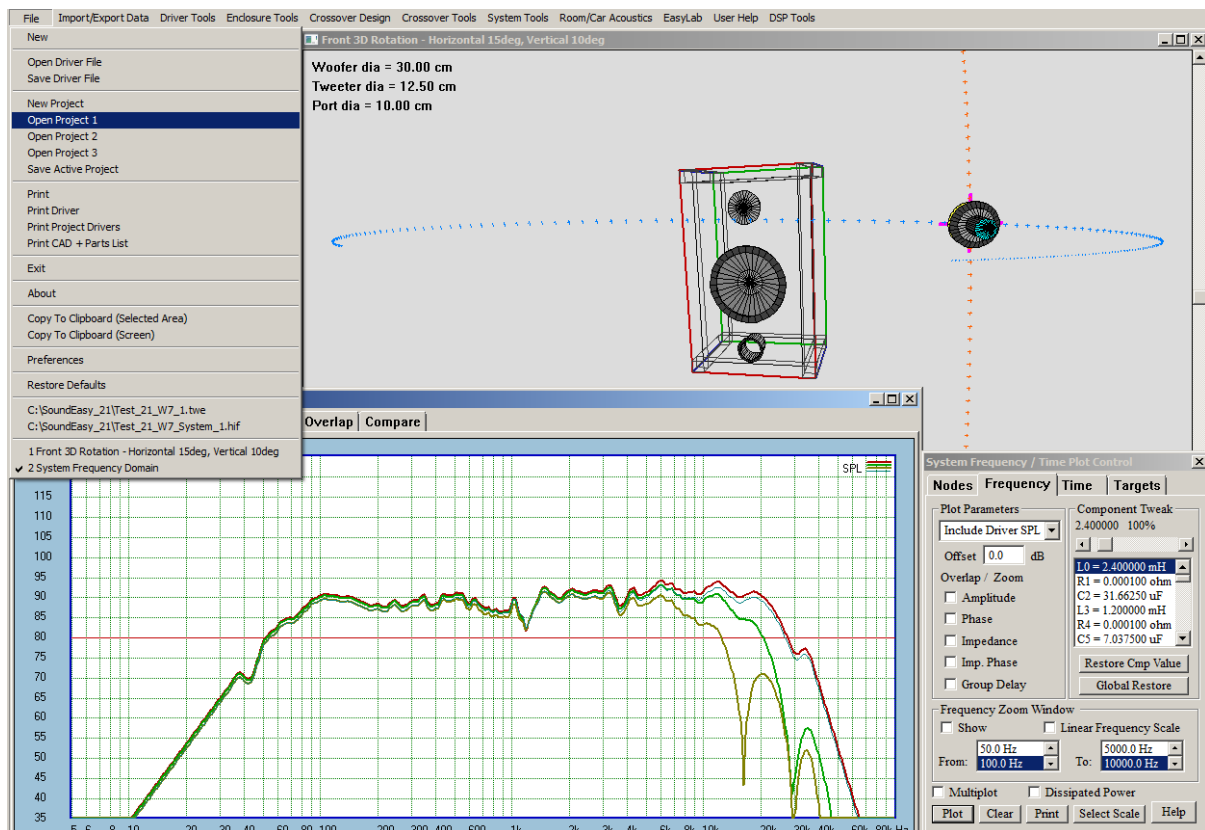 File Import/Export Data Driver Tools Enclosure Tools Crossover Design Crossover Tools System Tools Room/Car Acoustics EasyLab User Help DSP Tools
New
Open Driver File
Save Driver File
New Project
Open Project 1
Open Project 2
Open Project 3
Save Active Project
Print
Print Driver
Print Project Drivers
Print CAD + Parts List
Exit
About
Copy To Clipboard (Selected Area)
Copy To Clipboard (Screen)
Preferences
Restore Defaults
C:\SoundEasy_21\Test_21_W7_1.twe
C:\SoundEasy_21\Test_21_W7_System_1.hif
1 Front 3D Rotation - Horizontal 15deg, Vertical 10deg
2 System Frequency Domain
Front 3D Rotation - Horizontal 15deg, Vertical 10deg
Woofer dia = 30.00 cm
Tweeter dia = 12.50 cm
Port dia = 10.00 cm
Overlap Compare
SPL
115
110
105
100
95
90
85
80
75
70
65
60
55
50
45
40
35
5 6 8 10 20 30 40 60 80 100 200 300 400 600 1k 2k 3k 4k 6k 8k 10k 20k 30k 40k 60k 80k Hz
System Frequency / Time Plot Control
Nodes Frequency Time Targets
Plot Parameters
Include Driver SPL
Offset 0.0 dB
Overlap / Zoom
Amplitude
Phase
Impedance
Imp. Phase
Group Delay
Component Tweak
2.400000 100%
L0 = 2.400000 mH
R1 = 0.000100 ohm
C2 = 31.66250 uF
L3 = 1.200000 mH
R4 = 0.000100 ohm
C5 = 7.037500 uF
Restore Cmp Value
Global Restore
Frequency Zoom Window
Show Linear Frequency Scale
From: 50.0 Hz 100.0 Hz To: 5000.0 Hz 10000.0 Hz
Multiplot Dissipated Power
Plot Clear Print Select Scale Help